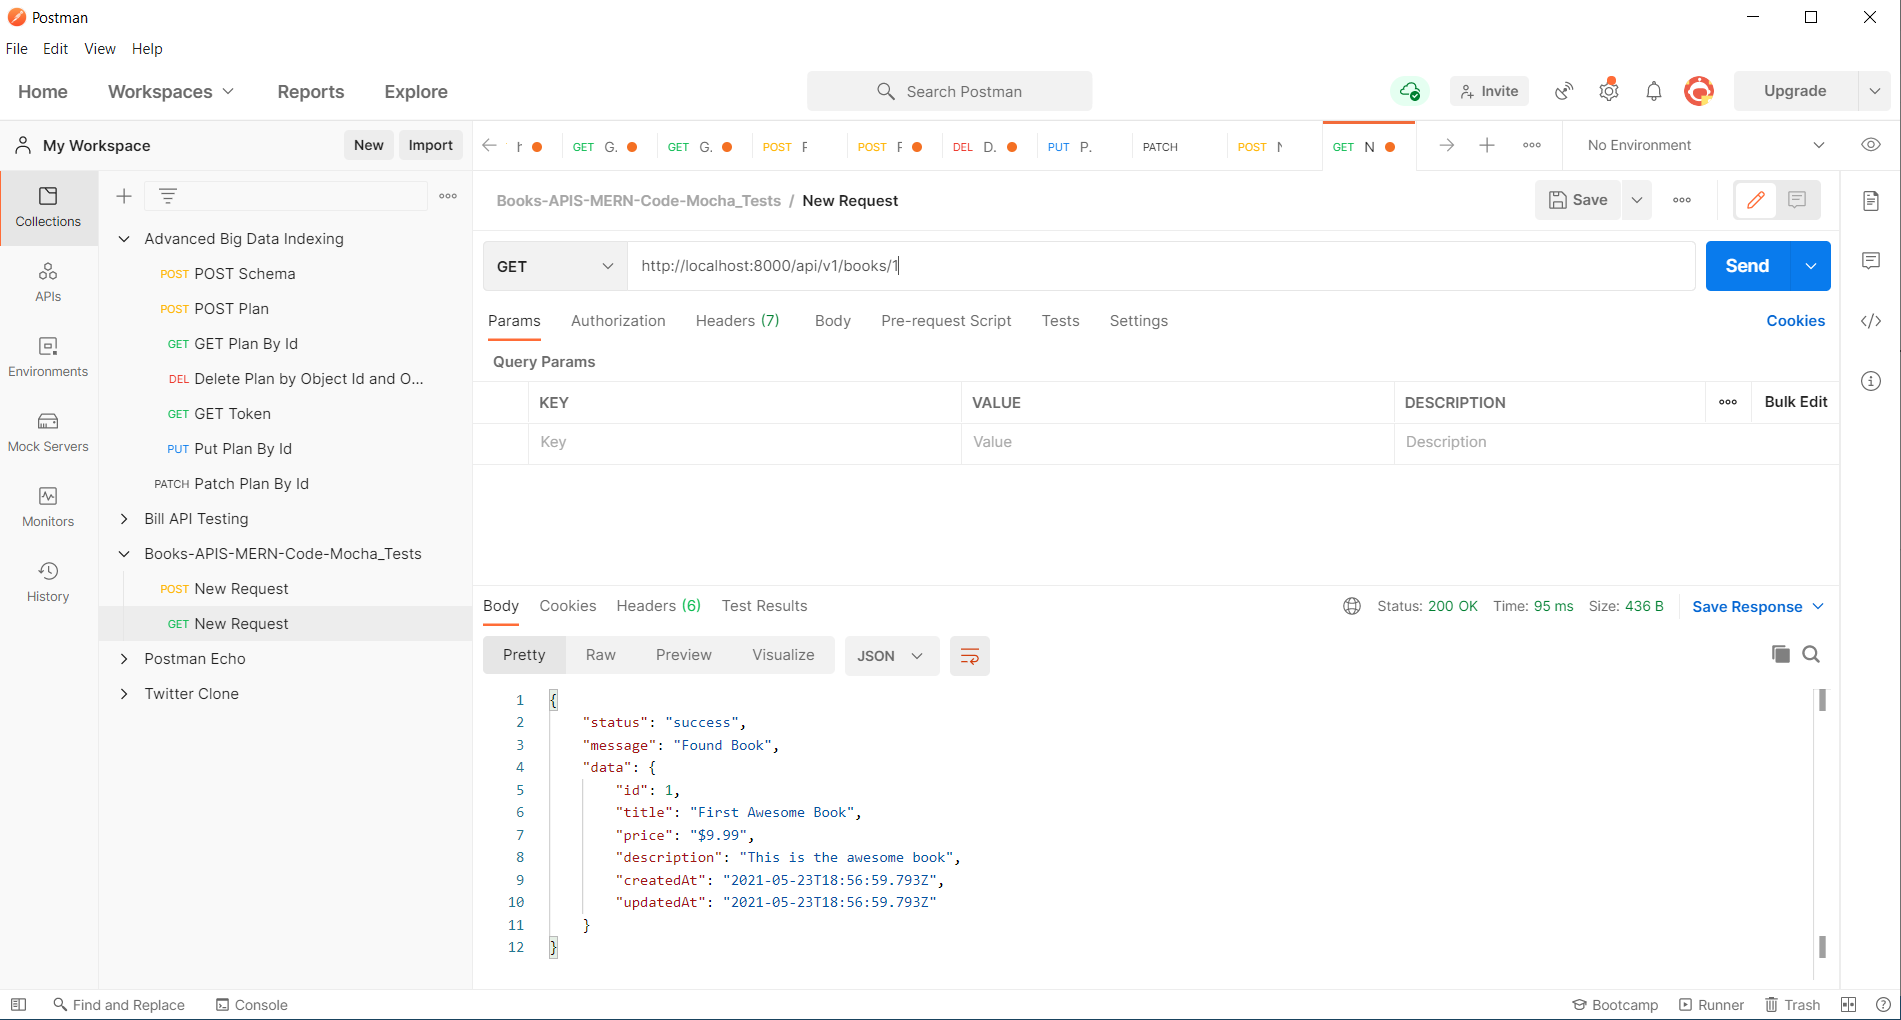 Postman
File Edit View Help
Home Workspaces Reports Explore Search Postman Invite Upgrade
My Workspace New Import
GET G. GET G. POST POST DEL D. PUT P. PATCH POST GET N No Environment
Collections
APIs
Environments
Mock Servers
Monitors
History
Advanced Big Data Indexing
POST POST Schema
POST POST Plan
GET GET Plan By Id
DEL Delete Plan by Object Id and O...
GET GET Token
PUT Put Plan By Id
PATCH Patch Plan By Id
Bill API Testing
Books-APIS-MERN-Code-Mocha_Tests
POST New Request
GET New Request
Postman Echo
Twitter Clone
Books-APIS-MERN-Code-Mocha_Tests / New Request Save
GET http://localhost:8000/api/v1/books/1 Send
Params Authorization Headers (7) Body Pre-request Script Tests Settings Cookies
Query Params
KEY VALUE DESCRIPTION Bulk Edit
Key Value Description
Body Cookies Headers (6) Test Results Status: 200 OK Time: 95 ms Size: 436 B Save Response
Pretty Raw Preview Visualize JSON
1 {
2 "status": "success",
3 "message": "Found Book",
4 "data": {
5 "id": 1,
6 "title": "First Awesome Book",
7 "price": "$9.99",
8 "description": "This is the awesome book",
9 "createdAt": "2021-05-23T18:56:59.793Z",
10 "updatedAt": "2021-05-23T18:56:59.793Z"
11 }
12 }
Find and Replace Console Bootcamp Runner Trash